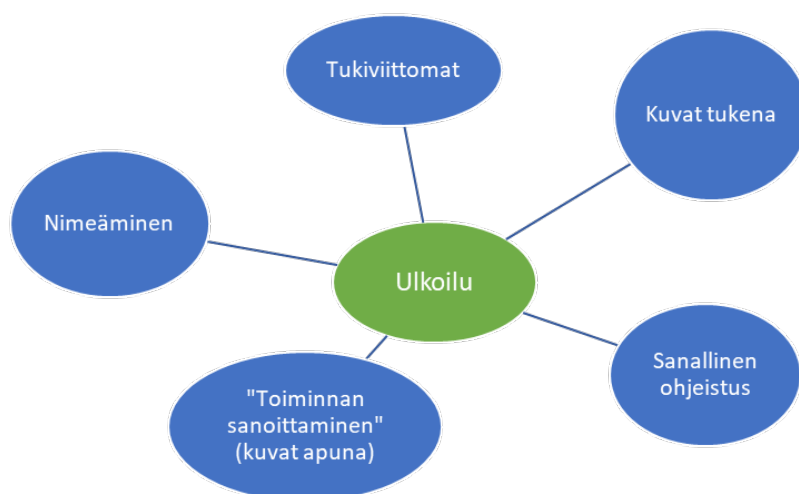 Tukiviittomat
Kuvat tukena
Nimeäminen
Ulkoilu
Sanallinen
ohjeistus
"Toiminnan
sanoittaminen"
(kuvat apuna)